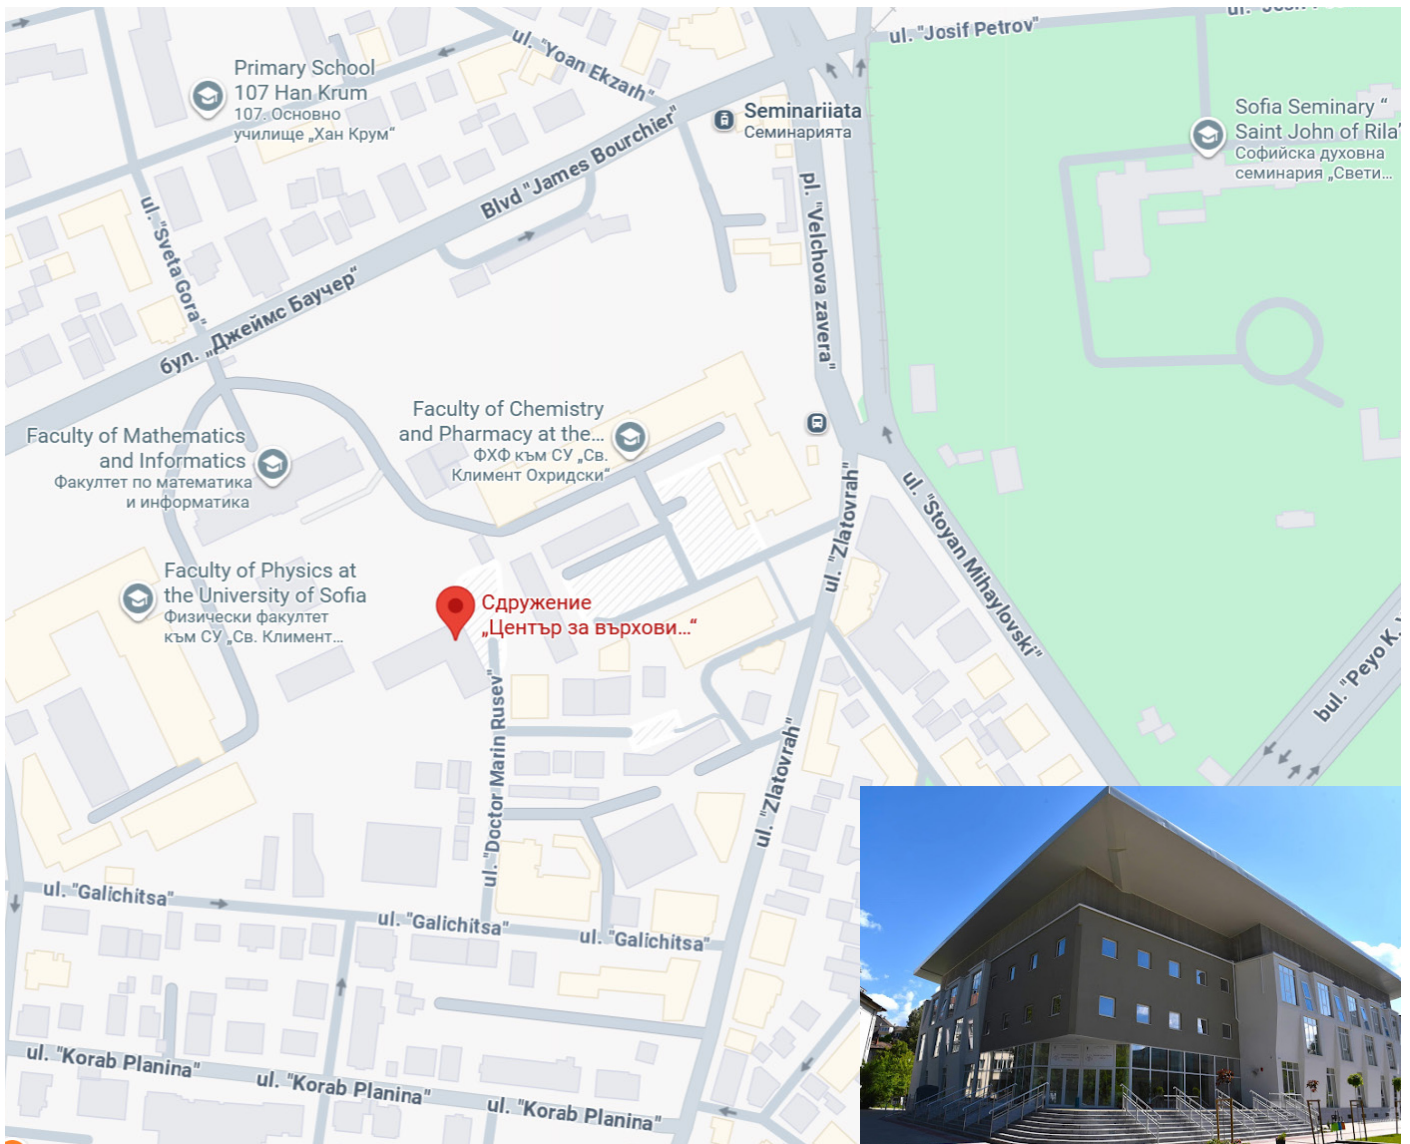 ul. "Josif Petrov"
ul. "Yoan Ekzarh"
Primary School
107 Han Krum
107. Основно
училище „Хан Крум“
Seminariiata
Семинарията
Sofia Seminary “
Saint John of Rila”
Софийска духовна
семинария „Свети...
Blvd "James Bourchier"
pl. "Velchova zavera"
ul. "Sveta Gora"
бул. „Джеймс Баучер“
Faculty of Chemistry
and Pharmacy at the...
ФХФ към СУ „Св.
Климент Охридски“
Faculty of Mathematics
and Informatics
Факултет по математика
и информатика
ul. "Zlatovrah"
ul. "Stoyan Mihaylovski"
Faculty of Physics at
the University of Sofia
Физически факултет
към СУ „Св. Климент...
Сдружение
„Център за върхови...“
bul. "Peyo K.
ul. "Doctor Marin Rusev"
ul. "Zlatovrah"
ul. "Galichitsa"
ul. "Galichitsa"
ul. "Galichitsa"
ul. "Korab Planina"
ul. "Korab Planina"
ul. "Korab Planina"